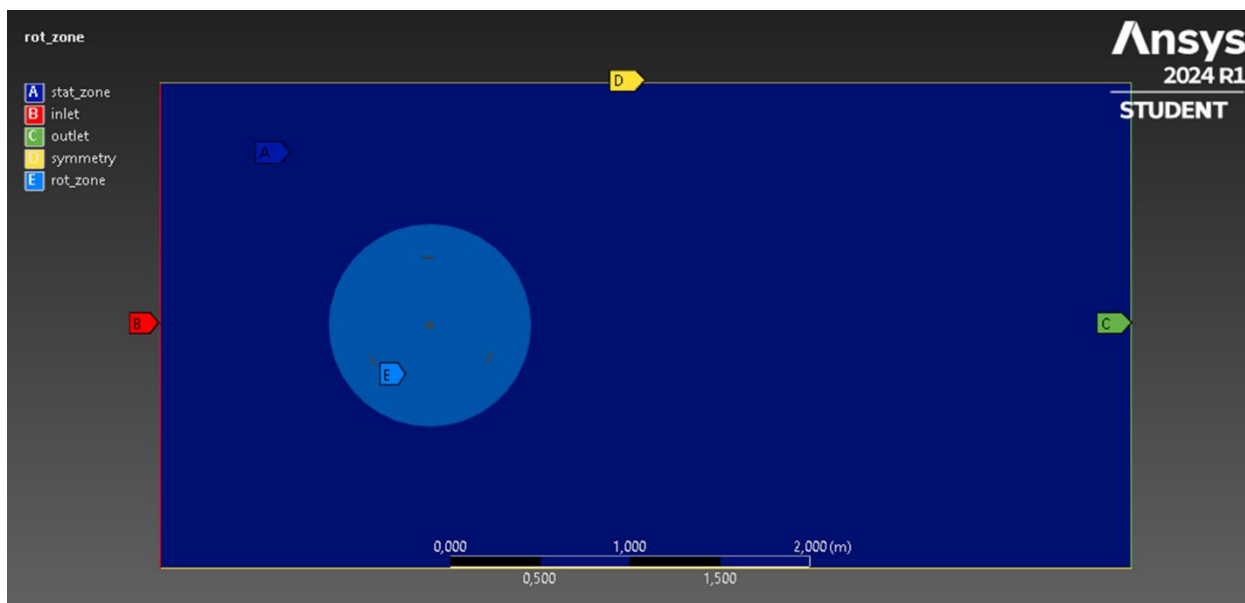 rot_zone
Ansys
2024 R1
STUDENT
A stat_zone
B inlet
C outlet
D symmetry
E rot_zone
D
A
B
C
E
0,000 1,000 2,000 (m)
0,500 1,500